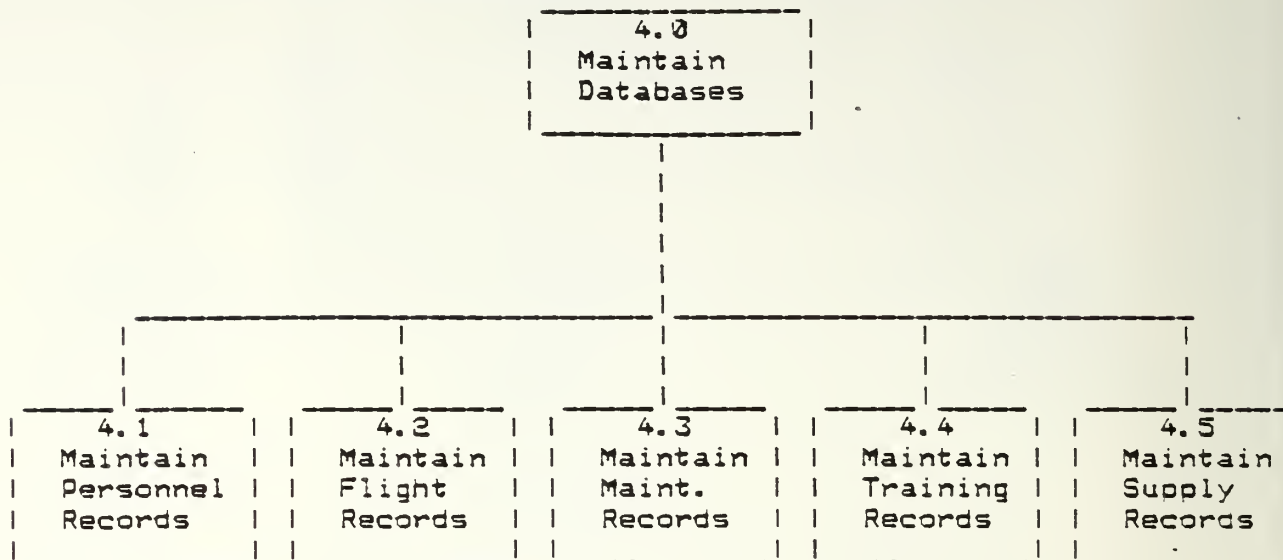 4.0
Maintain
Databases
4.1
Maintain
Personnel
Records
4.2
Maintain
Flight
Records
4.3
Maintain
Maint.
Records
4.4
Maintain
Training
Records
4.5
Maintain
Supply
Records